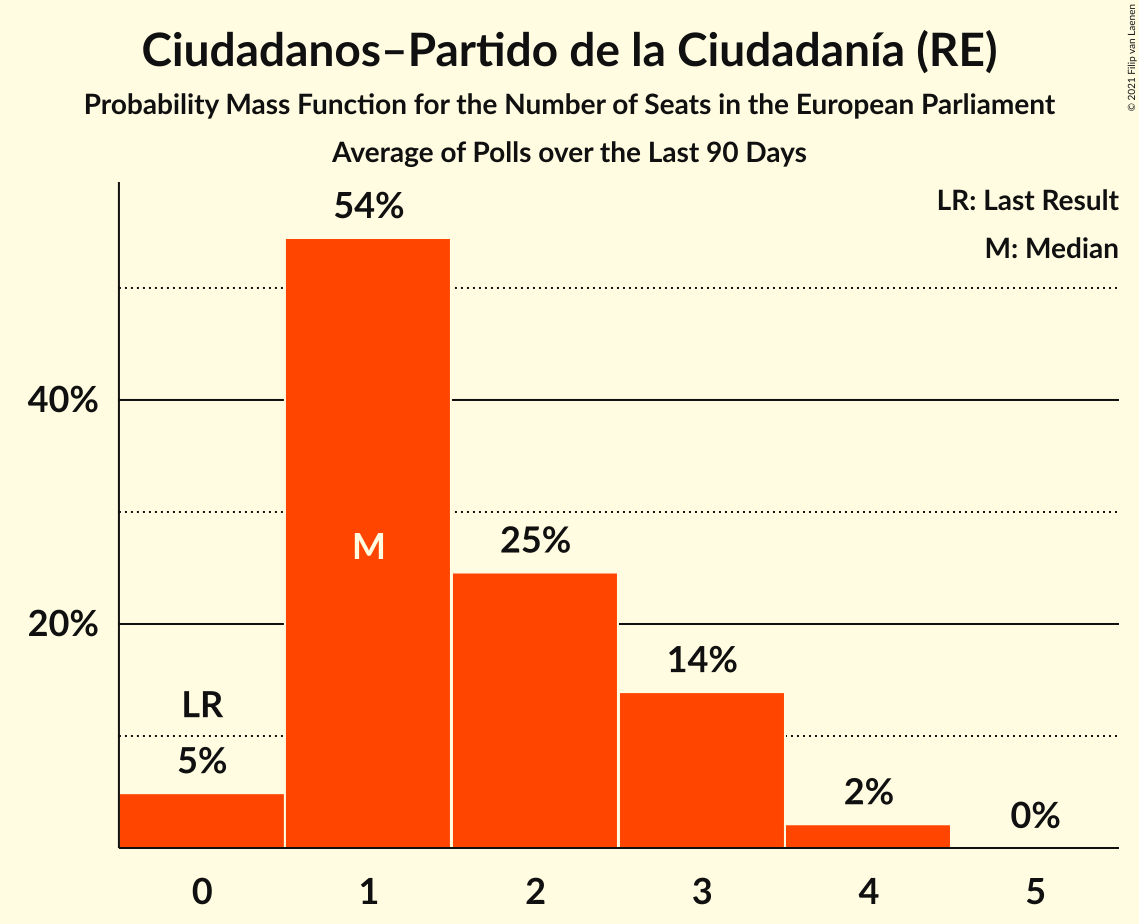 Ciudadanos–Partido de la Ciudadanía (RE)
Probability Mass Function for the Number of Seats in the European Parliament
Average of Polls over the Last 90 Days
© 2021 Filip van Laenen
LR: Last Result
M: Median
54%
40%
M
25%
20%
14%
LR
5%
2%
0%
0 1 2 3 4 5